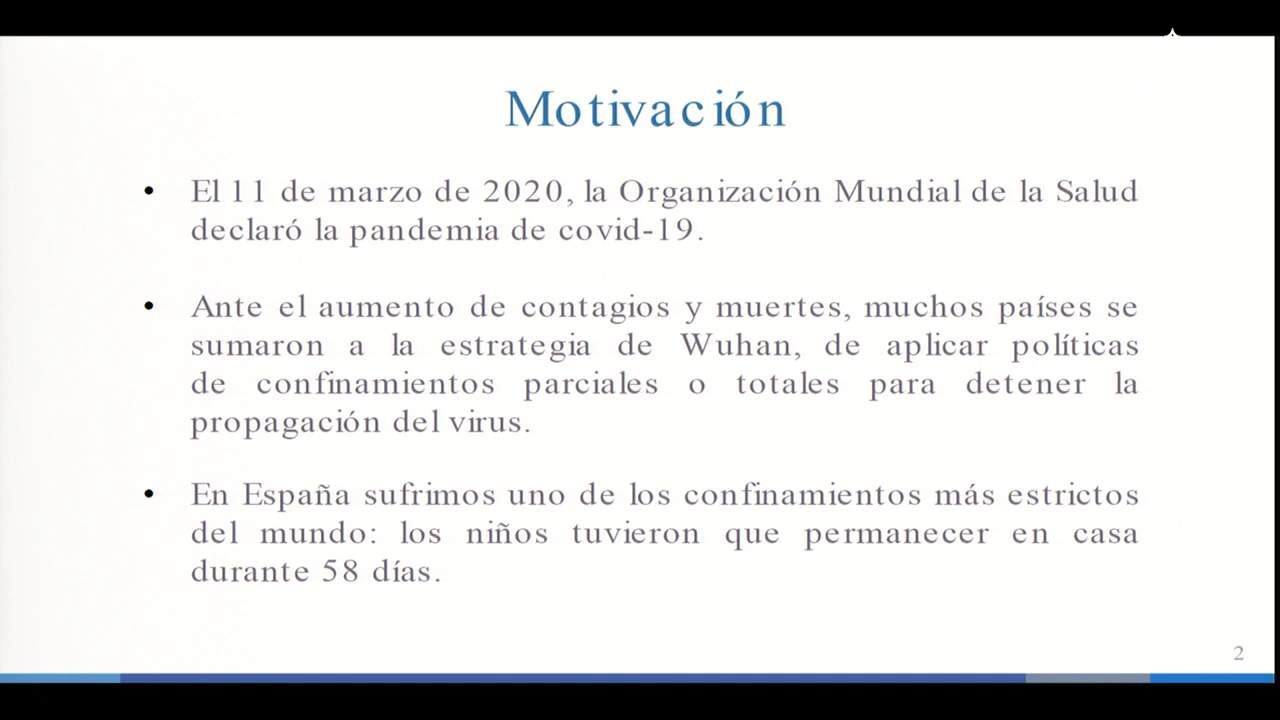 Motivación
• El 11 de marzo de 2020, la Organización Mundial de la Salud
declaró la pandemia de covid-19.
• Ante el aumento de contagios y muertes, muchos países se
sumaron a la estrategia de Wuhan, de aplicar políticas
de confinamientos parciales o totales para detener la
propagación del virus.
• En España sufrimos uno de los confinamientos más estrictos
del mundo: los niños tuvieron que permanecer en casa
durante 58 días.
2